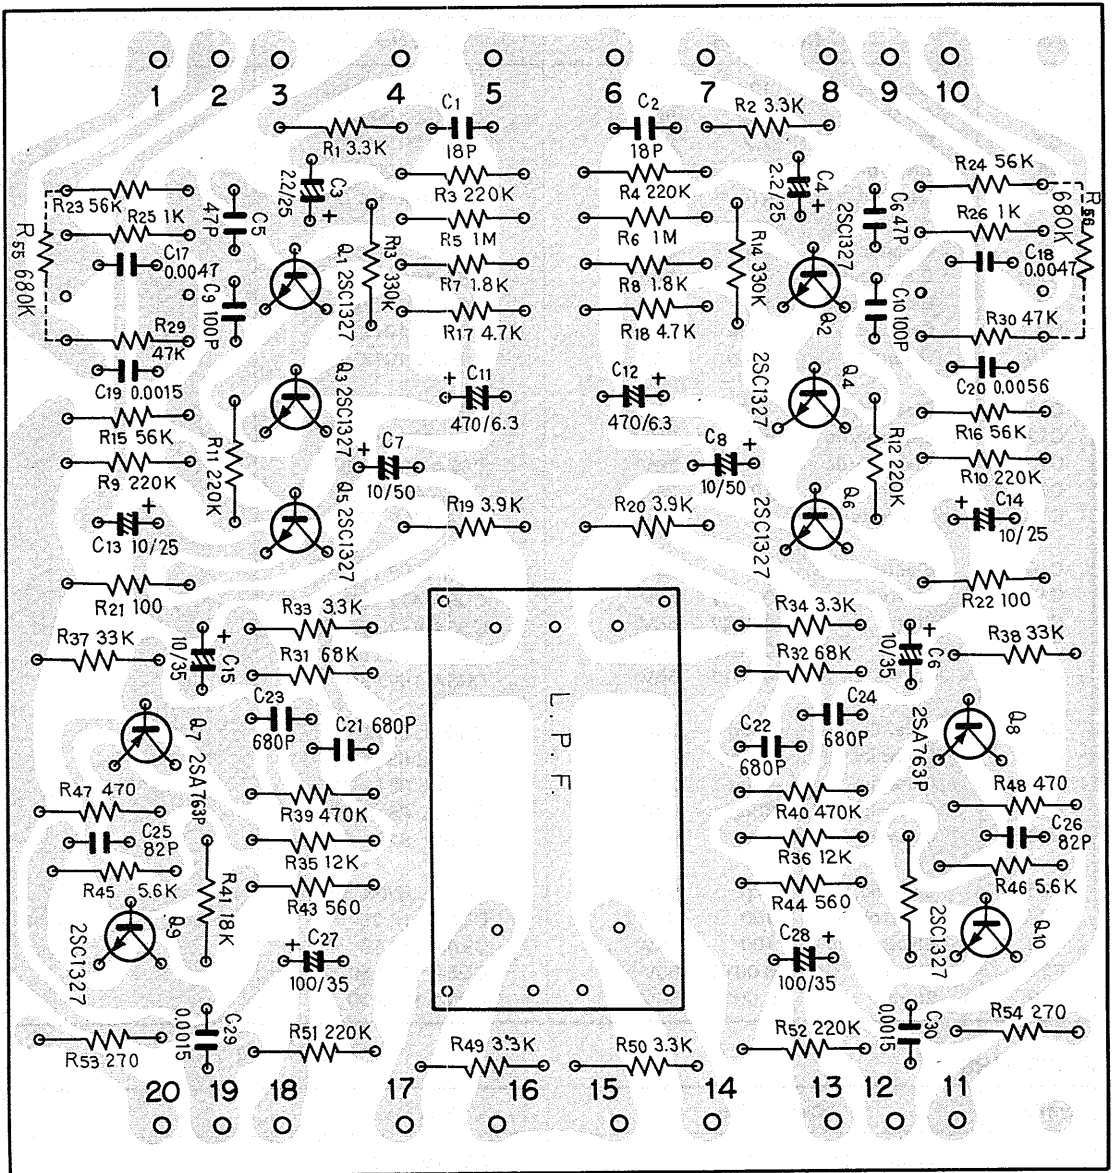 1 2 3 4 5 6 7 8 9 10
C1
18P
C2
18P
R2 3.3K
R1 3.3K
C3
2.2/25
+
R3 220K
R4 220K
C4
2.2/25
+
R24 56K
R23 56K
R25 1K
C5
47P
R5 1M
R6 1M
C6 47P
R26 1K
R55 680K
C17
0.0047
Q1 2SC1327
R13 330K
R7 1.8K
R8 1.8K
R14 330K
2SC1327
Q2
C18
0.0047
680K
C9 100P
R17 4.7K
R18 4.7K
C10 100P
R29
47K
R30 47K
C19 0.0015
Q3 2SC1327
+ C11
470/6.3
C12 +
470/6.3
2SC1327
Q4
C20 0.0056
R15 56K
R11 220K
R12 220K
R16 56K
R9 220K
+ C7
10/50
C8 +
10/50
R10 220K
+
C13 10/25
Q5 2SC1327
R19 3.9K
R20 3.9K
2SC1327
Q6
+ C14
10/25
R21 100
R22 100
R33 3.3K
R34 3.3K
R37 33K
10/35
+
C15
R31 68K
R32 68K
10/35
+
C6
R38 33K
L.P.F.
C23
680P
C21 680P
C24
680P
C22
680P
Q7 2SA763P
2SA763P
Q8
R47 470
R39 470K
R40 470K
R48 470
C25
82P
R35 12K
R36 12K
C26
82P
R45 5.6K
R41 18K
R43 560
R44 560
R46 5.6K
2SC1327
Q9
+ C27
100/35
C28 +
100/35
2SC1327
Q10
0.0015
C29
0.0015
C30
R53 270
R51 220K
R49 3.3K
R50 3.3K
R52 220K
R54 270
20 19 18 17 16 15 14 13 12 11